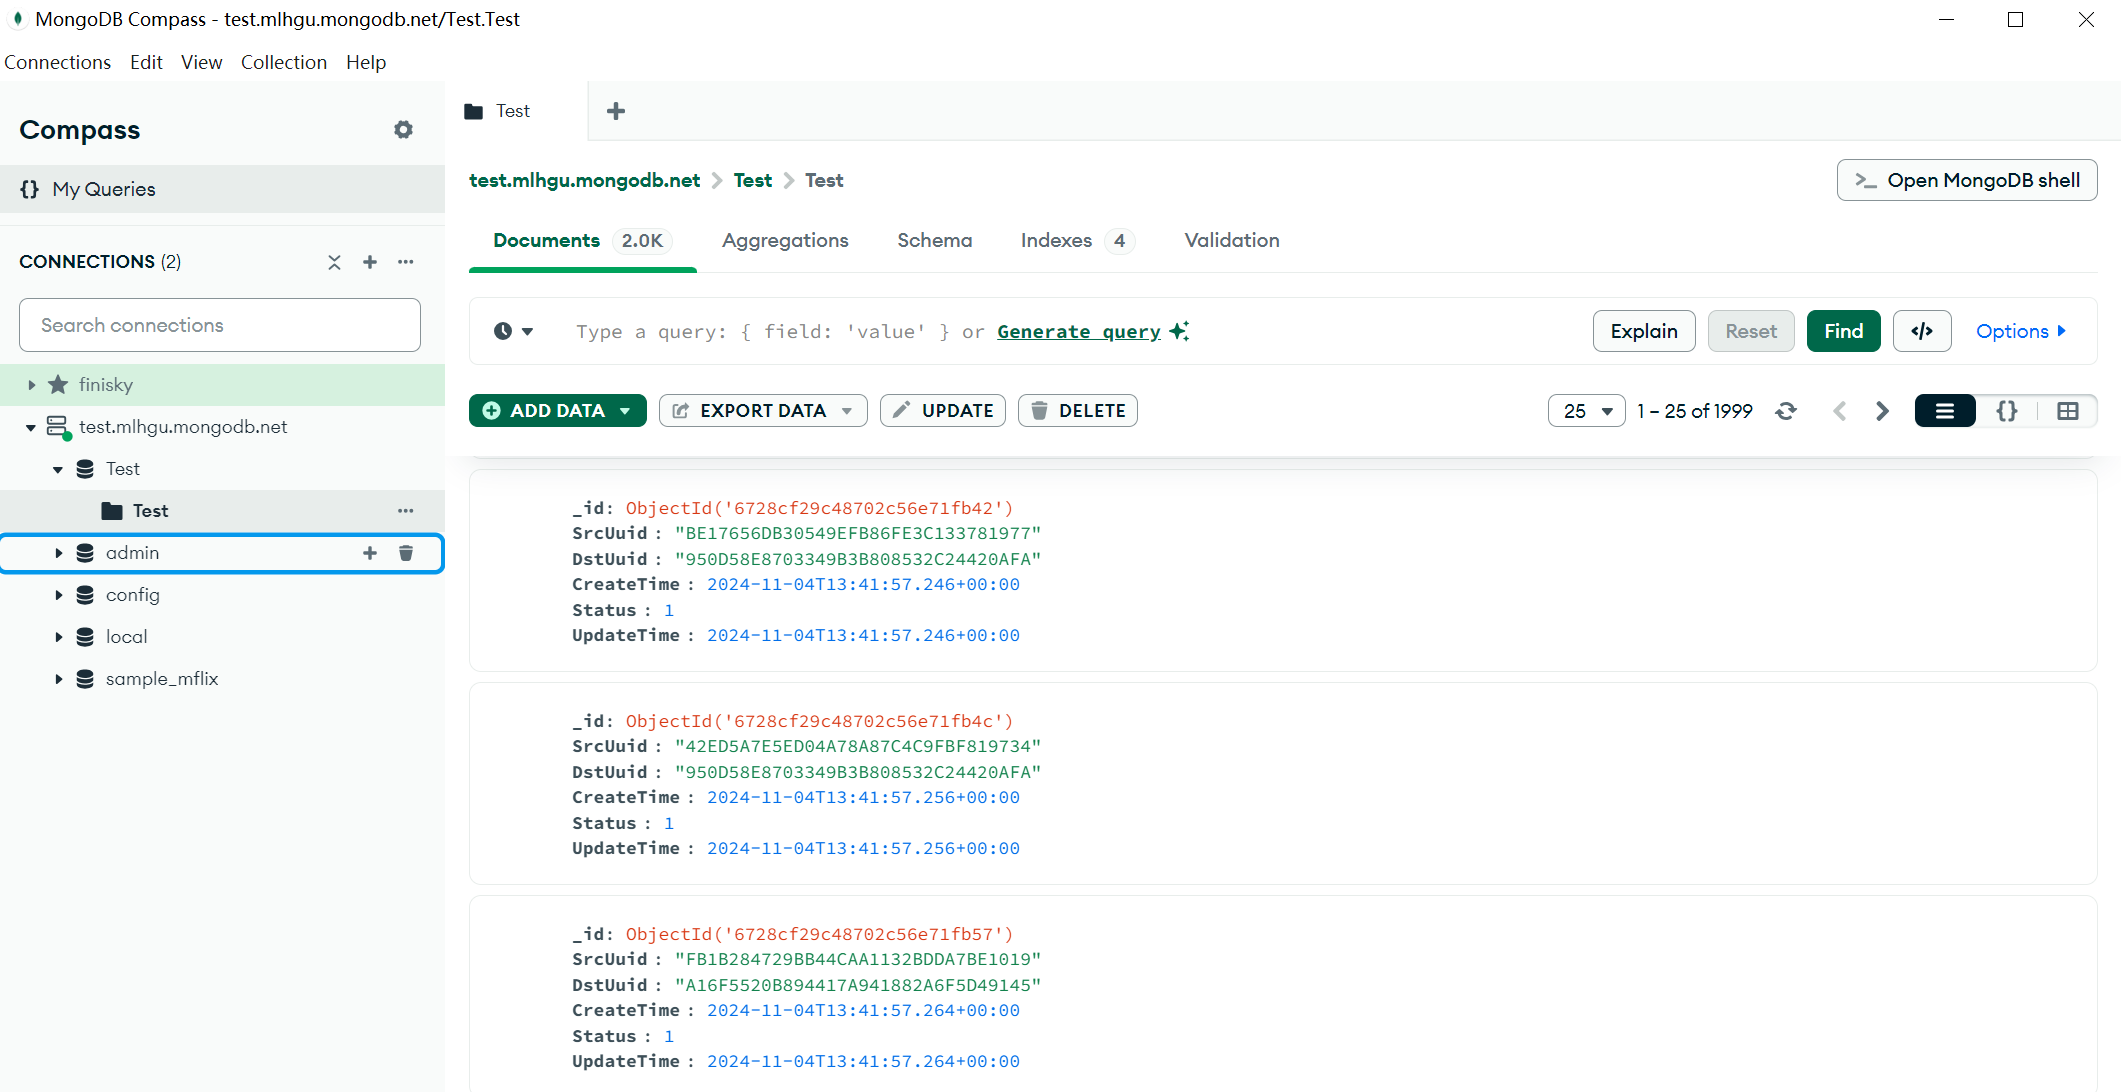 MongoDB Compass - test.mlhgu.mongodb.net/Test.Test
Connections Edit View Collection Help
Compass
My Queries
CONNECTIONS (2)
Search connections
finisky
test.mlhgu.mongodb.net
Test
Test
admin
config
local
sample_mflix
Test
test.mlhgu.mongodb.net > Test > Test
>_ Open MongoDB shell
Documents 2.0K Aggregations Schema Indexes 4 Validation
Type a query: { field: 'value' } or Generate query
Explain Reset Find </> Options
ADD DATA EXPORT DATA UPDATE DELETE
25 1 – 25 of 1999 {}
_id: ObjectId('6728cf29c48702c56e71fb42')
SrcUuid : "BE17656DB30549EFB86FE3C133781977"
DstUuid : "950D58E8703349B3B808532C24420AFA"
CreateTime : 2024-11-04T13:41:57.246+00:00
Status : 1
UpdateTime : 2024-11-04T13:41:57.246+00:00
_id: ObjectId('6728cf29c48702c56e71fb4c')
SrcUuid : "42ED5A7E5ED04A78A87C4C9FBF819734"
DstUuid : "950D58E8703349B3B808532C24420AFA"
CreateTime : 2024-11-04T13:41:57.256+00:00
Status : 1
UpdateTime : 2024-11-04T13:41:57.256+00:00
_id: ObjectId('6728cf29c48702c56e71fb57')
SrcUuid : "FB1B284729BB44CAA1132BDDA7BE1019"
DstUuid : "A16F5520B894417A941882A6F5D49145"
CreateTime : 2024-11-04T13:41:57.264+00:00
Status : 1
UpdateTime : 2024-11-04T13:41:57.264+00:00